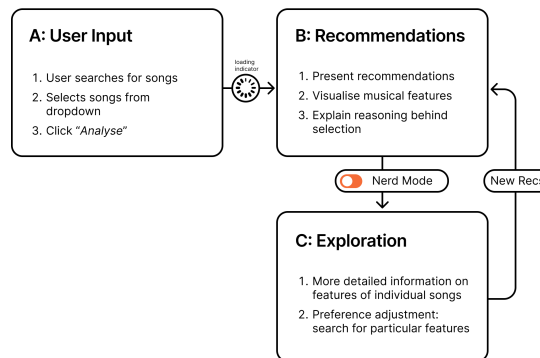 A: User Input
1. User searches for songs
2. Selects songs from
dropdown
3. Click “Analyse”
loading
indicator
B: Recommendations
1. Present recommendations
2. Visualise musical features
3. Explain reasoning behind
selection
Nerd Mode
New Recs
C: Exploration
1. More detailed information on
features of individual songs
2. Preference adjustment:
search for particular features